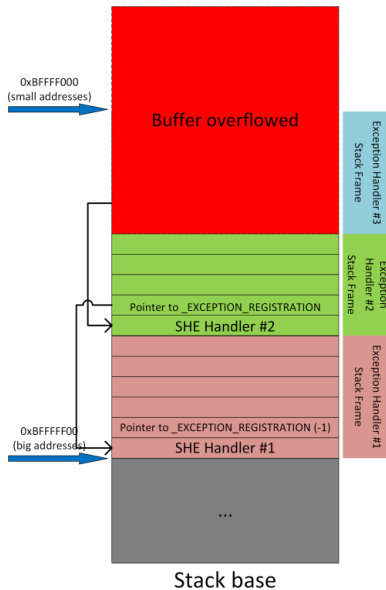 0xBFFFF000
(small addresses)
Buffer overflowed
Exception Handler #3
Stack Frame
Exception
Handler #2
Stack Frame
Pointer to _EXCEPTION_REGISTRATION
SHE Handler #2
Exception Handler #1
Stack Frame
Pointer to _EXCEPTION_REGISTRATION (-1)
0xBFFFFF00
(big addresses)
SHE Handler #1
...
Stack base